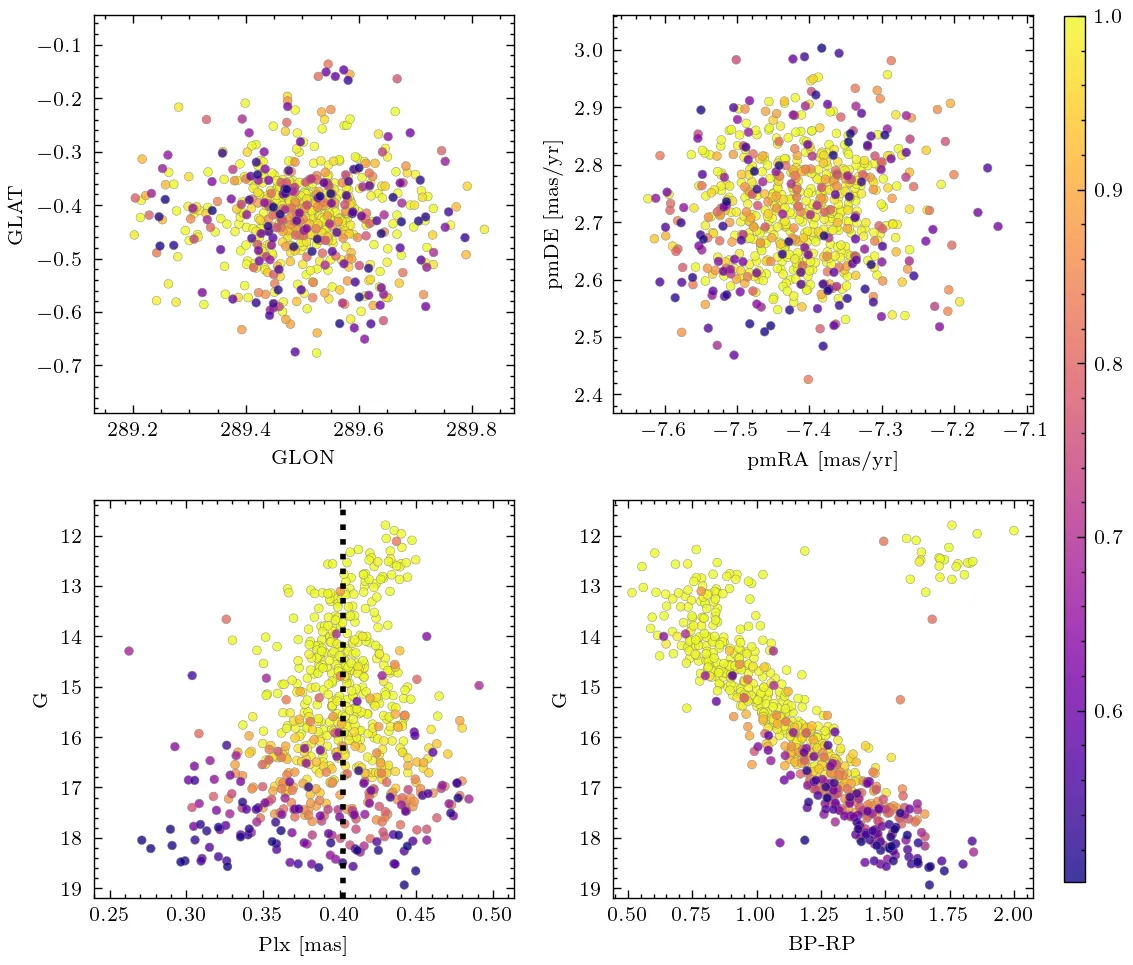 −0.1
−0.2
−0.3
−0.4
−0.5
−0.6
−0.7
GLAT
289.2 289.4 289.6 289.8
GLON
3.0
2.9
2.8
2.7
2.6
2.5
2.4
pmDE [mas/yr]
−7.6 −7.5 −7.4 −7.3 −7.2 −7.1
pmRA [mas/yr]
12
13
14
15
16
17
18
19
G
0.25 0.30 0.35 0.40 0.45 0.50
Plx [mas]
12
13
14
15
16
17
18
19
G
0.50 0.75 1.00 1.25 1.50 1.75 2.00
BP-RP
1.0
0.9
0.8
0.7
0.6